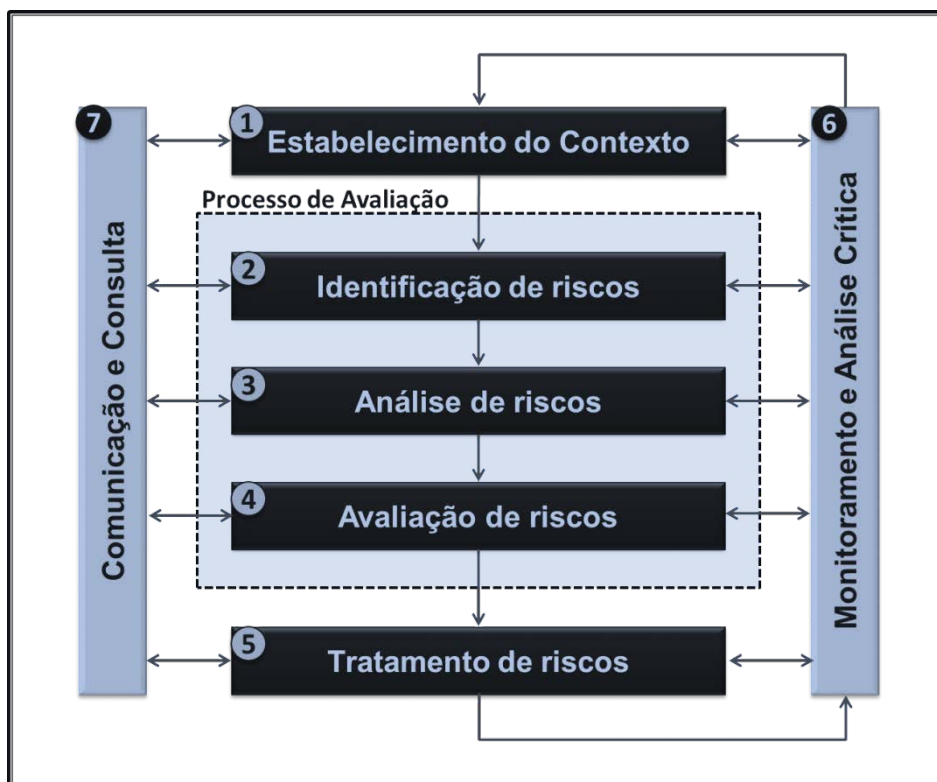 7
1
Estabelecimento do Contexto
6
Processo de Avaliação
2
Identificação de riscos
3
Análise de riscos
4
Avaliação de riscos
5
Tratamento de riscos
Comunicação e Consulta
Monitoramento e Análise Crítica